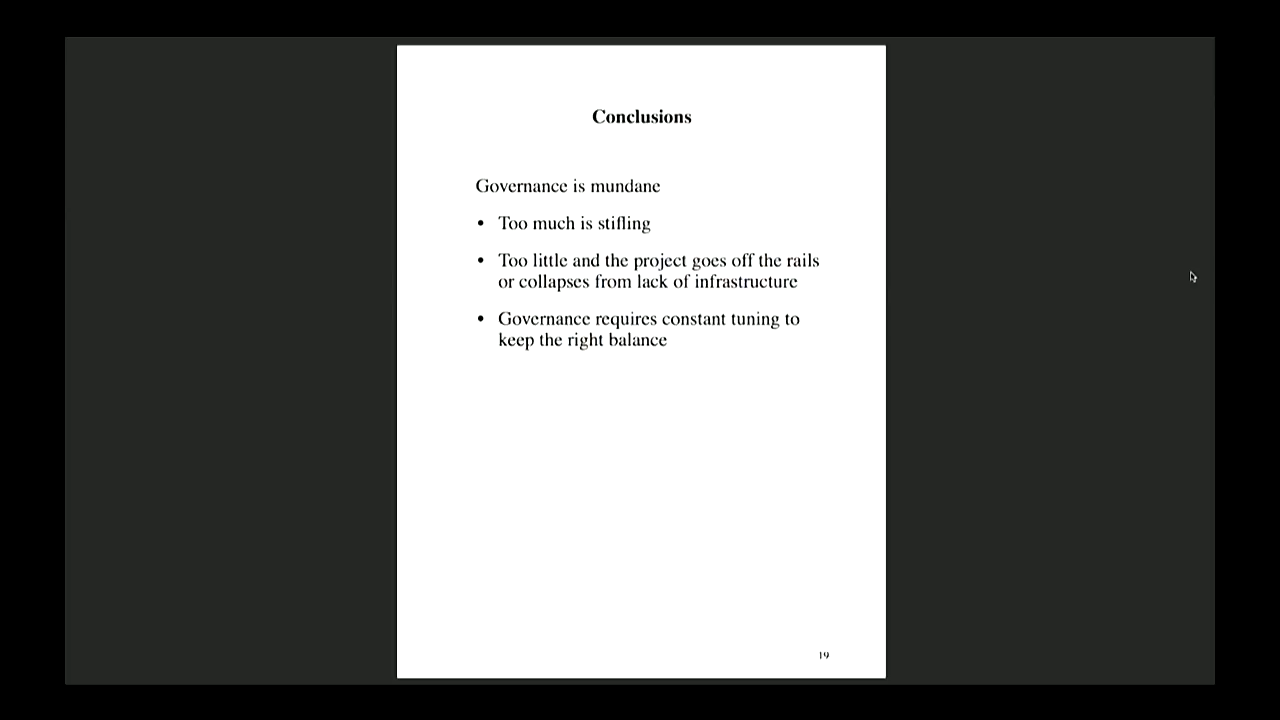 Conclusions
Governance is mundane
• Too much is stifling
• Too little and the project goes off the rails
or collapses from lack of infrastructure
• Governance requires constant tuning to
keep the right balance
19